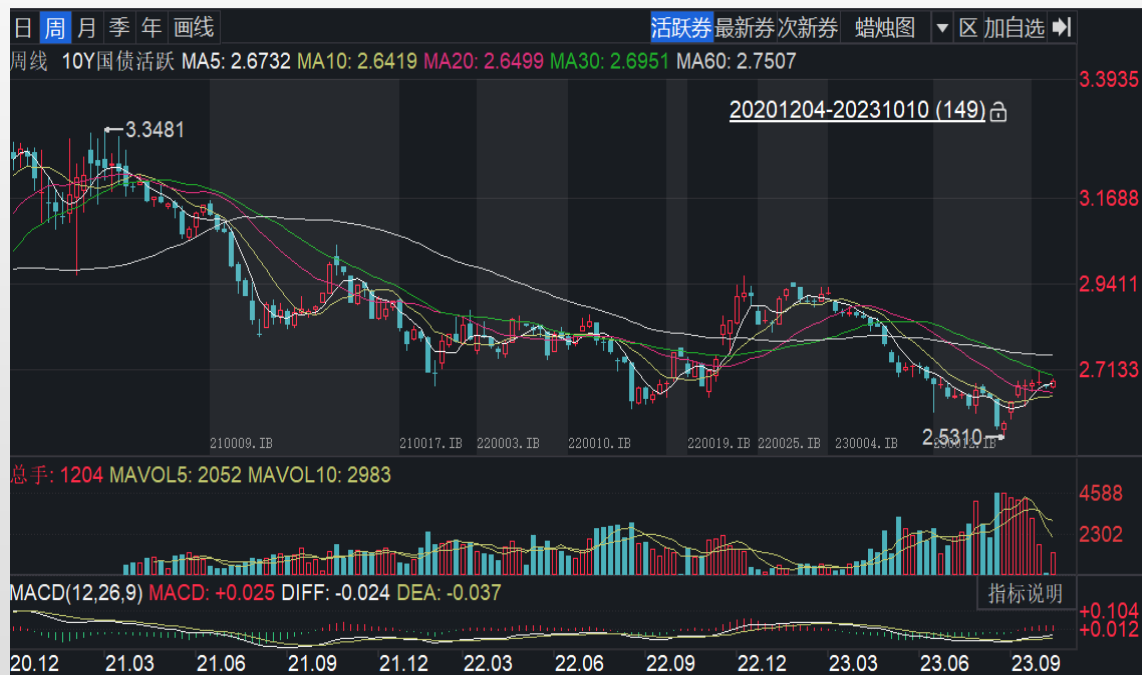 日 周 月 季 年 画线 活跃券 最新券 次新券 蜡烛图 区 加自选
周线 10Y国债活跃 MA5: 2.6732 MA10: 2.6419 MA20: 2.6499 MA30: 2.6951 MA60: 2.7507
3.3935
20201204-20231010 (149)
3.3481
3.1688
2.9411
2.7133
2.5310
210009.IB 210017.IB 220003.IB 220010.IB 220019.IB 220025.IB 230004.IB
总手: 1204 MAVOL5: 2052 MAVOL10: 2983
4588
2302
MACD(12,26,9) MACD: +0.025 DIFF: -0.024 DEA: -0.037 指标说明
+0.104
+0.012
20.12 21.03 21.06 21.09 21.12 22.03 22.06 22.09 22.12 23.03 23.06 23.09